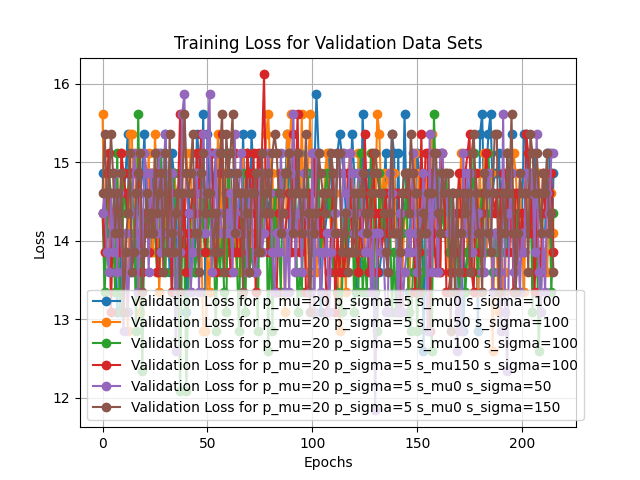 Training Loss for Validation Data Sets
Loss
16
15
14
13
12
Validation Loss for p_mu=20 p_sigma=5 s_mu0 s_sigma=100
Validation Loss for p_mu=20 p_sigma=5 s_mu50 s_sigma=100
Validation Loss for p_mu=20 p_sigma=5 s_mu100 s_sigma=100
Validation Loss for p_mu=20 p_sigma=5 s_mu150 s_sigma=100
Validation Loss for p_mu=20 p_sigma=5 s_mu0 s_sigma=50
Validation Loss for p_mu=20 p_sigma=5 s_mu0 s_sigma=150
0 50 100 150 200
Epochs